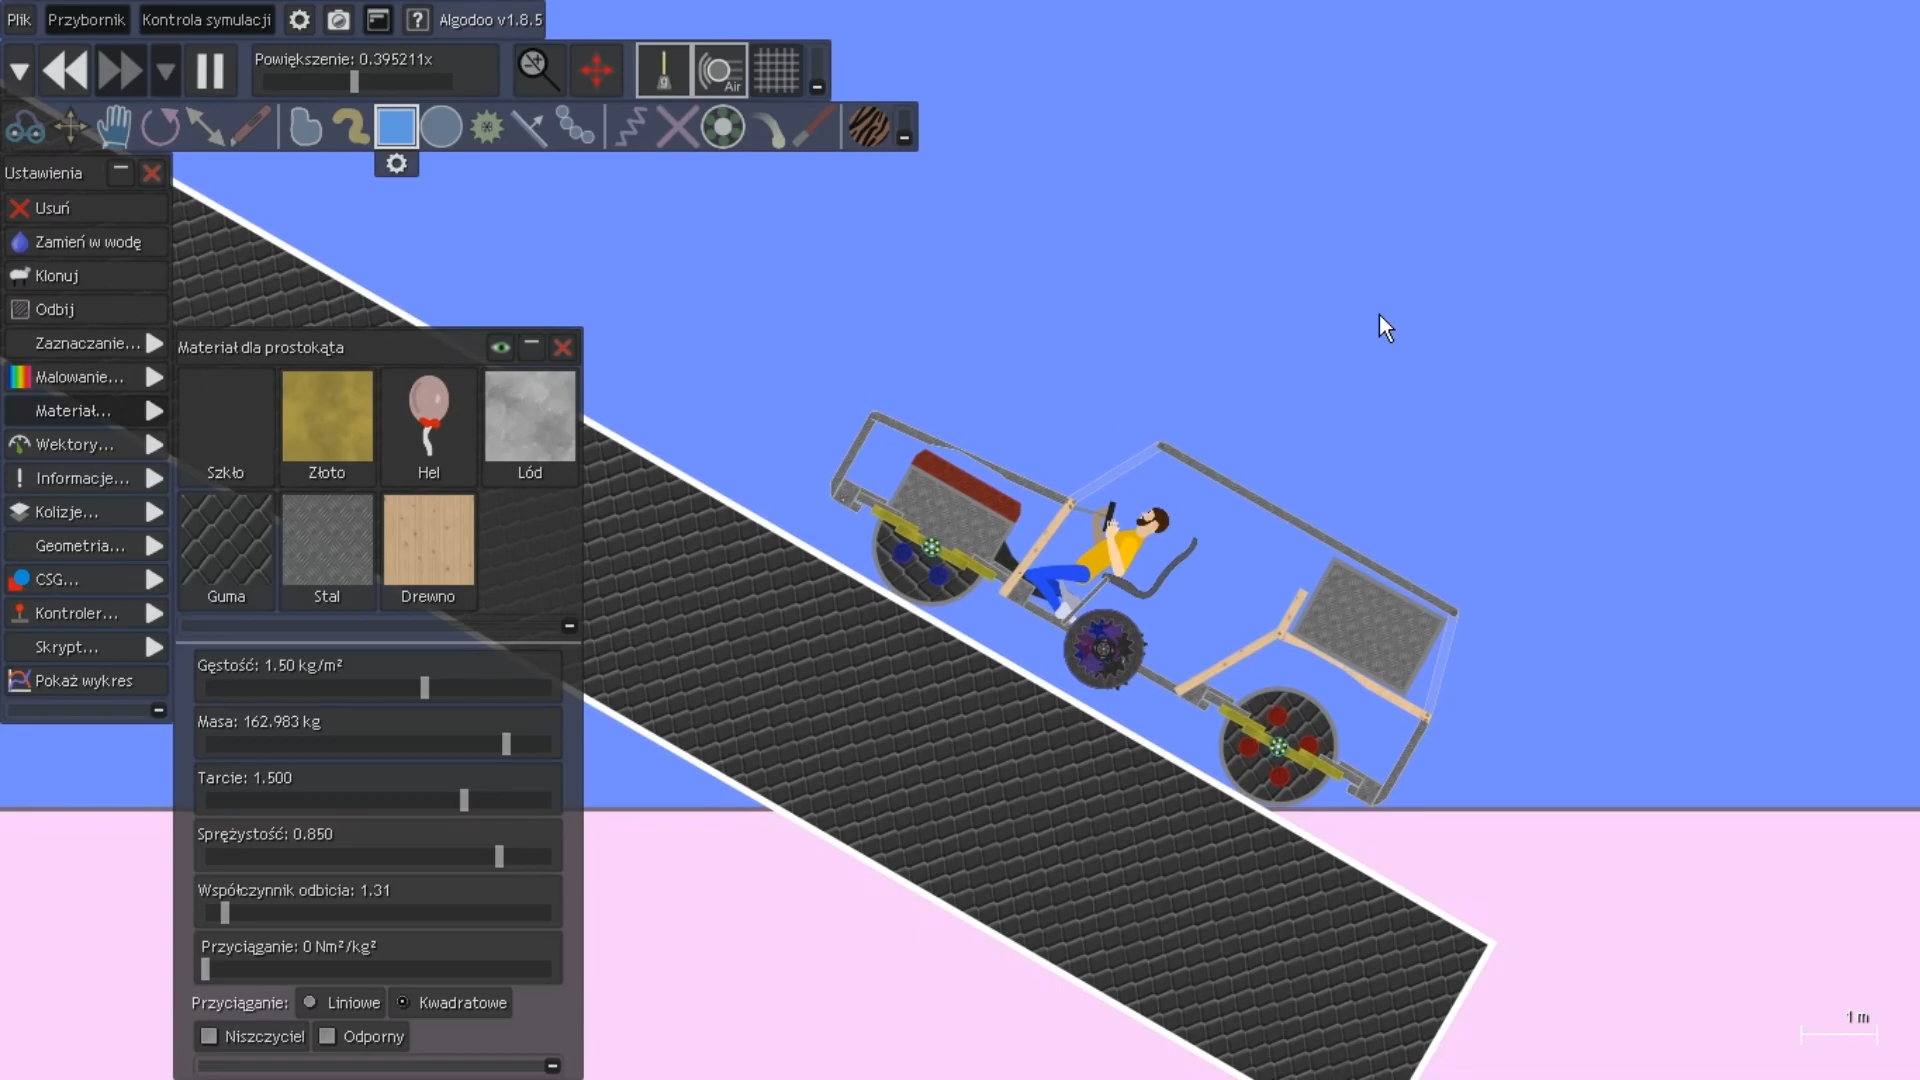 Plik Przybornik Kontrola symulacji Algodoo v1.8.5
Powiększenie: 0.395211x
Air
Ustawienia
Usuń
Zamień w wodę
Klonuj
Odbij
Zaznaczanie...
Malowanie...
Materiał...
Wektory...
Informacje...
Kolizje...
Geometria...
CSG...
Kontroler...
Skrypt...
Pokaż wykres
Materiał dla prostokąta
Szkło Złoto Hel Lód
Guma Stal Drewno
Gęstość: 1.50 kg/m²
Masa: 162.983 kg
Tarcie: 1.500
Sprężystość: 0.850
Współczynnik odbicia: 1.31
Przyciąganie: 0 Nm²/kg²
Przyciąganie: Liniowe Kwadratowe
Niszczyciel Odporny
1 m